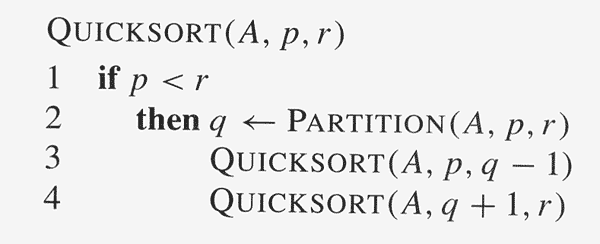 QUICKSORT(A, p, r)
1 if p < r
2 then q ← PARTITION(A, p, r)
3 QUICKSORT(A, p, q − 1)
4 QUICKSORT(A, q + 1, r)